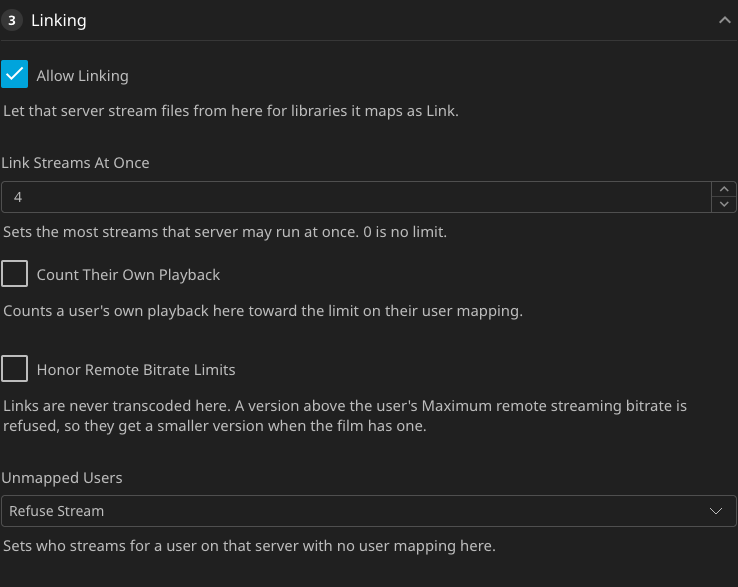 3 Linking
Allow Linking
Let that server stream files from here for libraries it maps as Link.
Link Streams At Once
4
Sets the most streams that server may run at once. 0 is no limit.
Count Their Own Playback
Counts a user's own playback here toward the limit on their user mapping.
Honor Remote Bitrate Limits
Links are never transcoded here. A version above the user's Maximum remote streaming bitrate is
refused, so they get a smaller version when the film has one.
Unmapped Users
Refuse Stream
Sets who streams for a user on that server with no user mapping here.